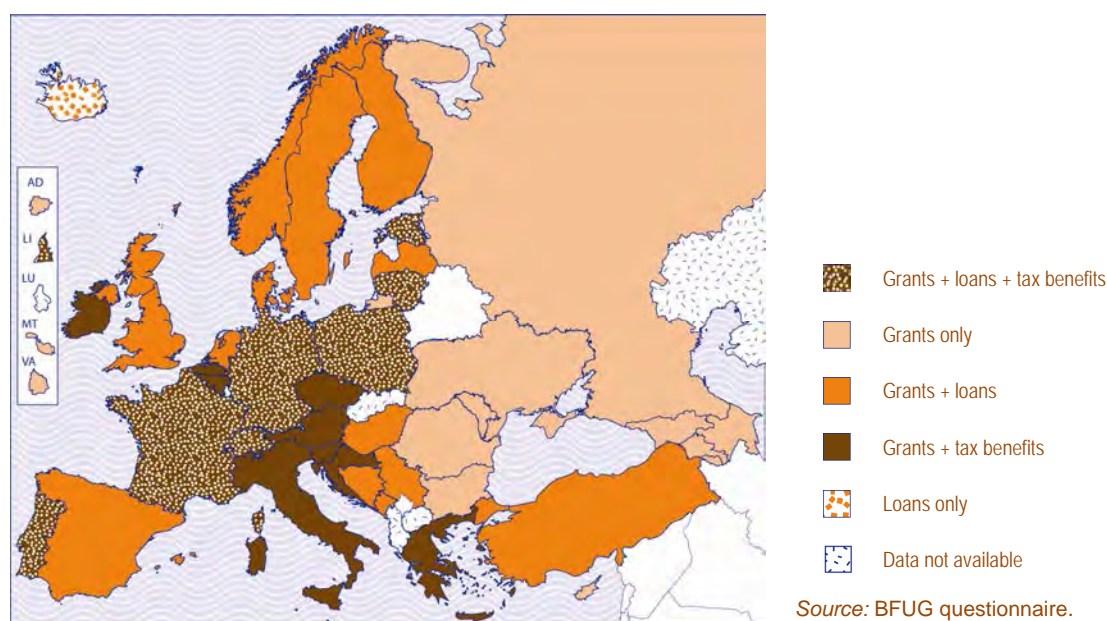 AD
LI
LU
MT
VA
Grants + loans + tax benefits
Grants only
Grants + loans
Grants + tax benefits
Loans only
Data not available
Source: BFUG questionnaire.